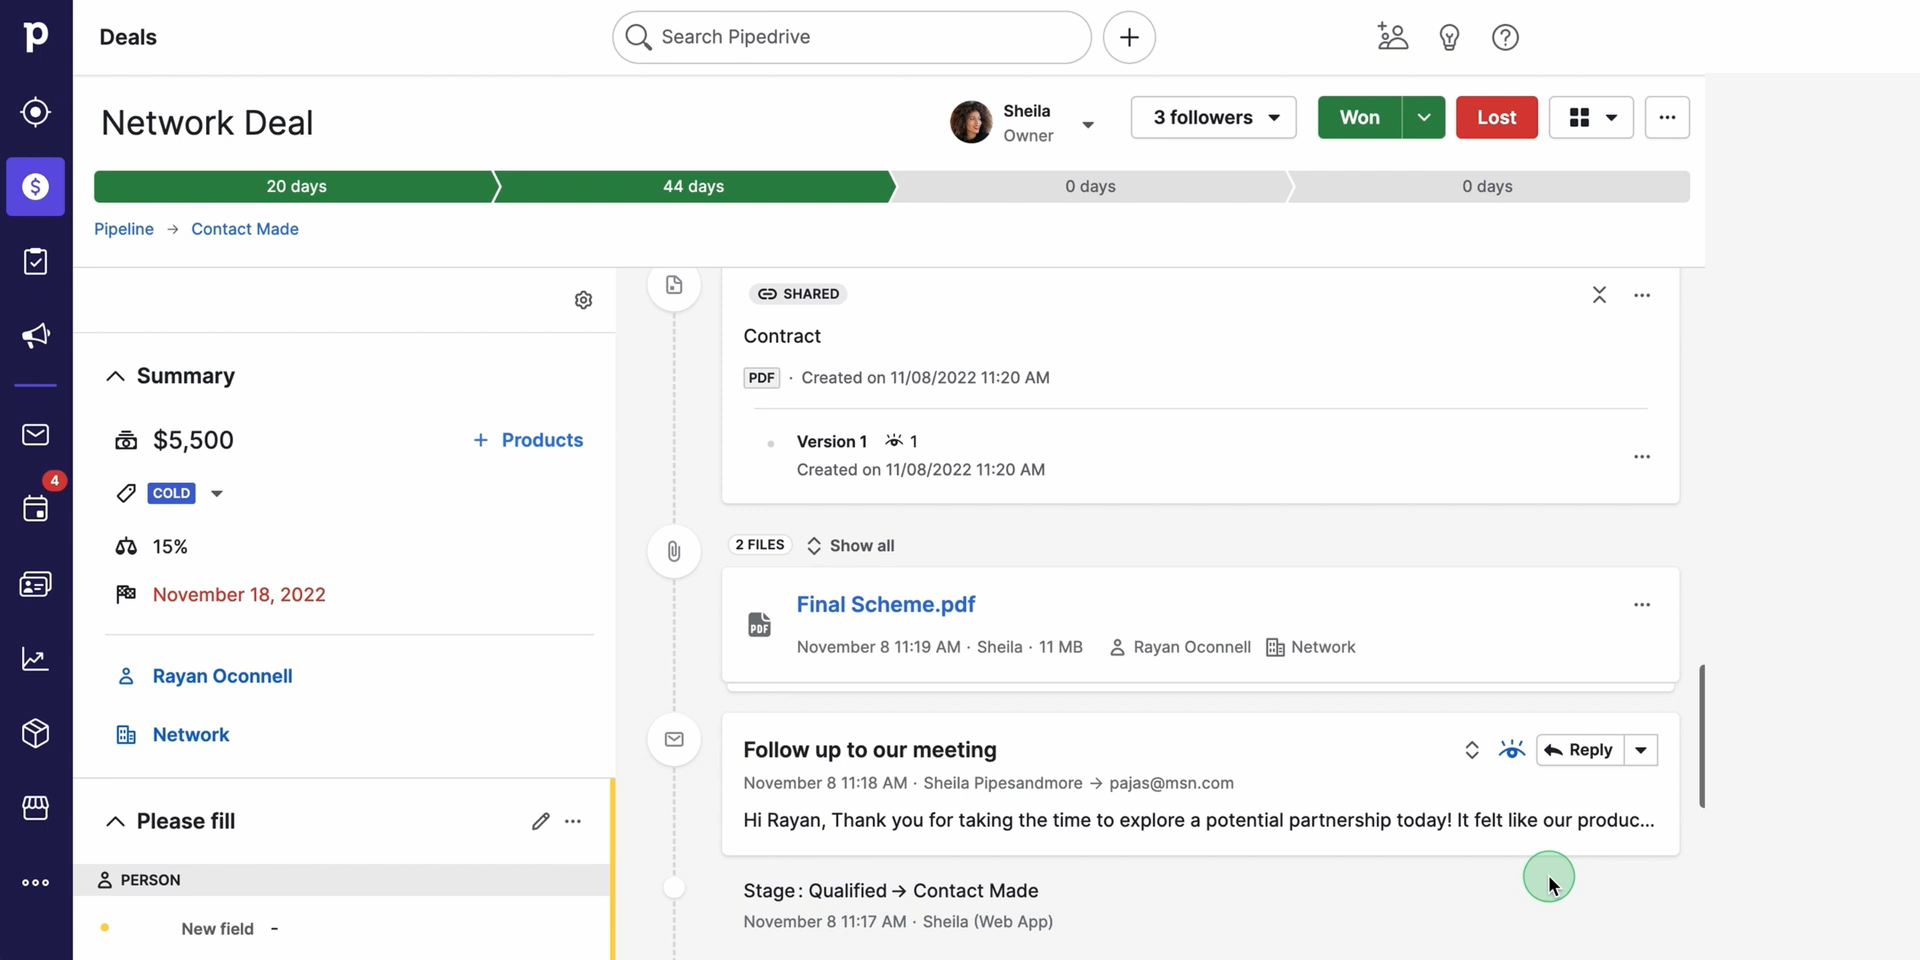 p
Deals
Search Pipedrive
Network Deal
Sheila
Owner
3 followers
Won
Lost
20 days
44 days
0 days
0 days
Pipeline → Contact Made
SHARED
Contract
PDF · Created on 11/08/2022 11:20 AM
Version 1 1
Created on 11/08/2022 11:20 AM
Summary
$5,500
+ Products
COLD
15%
November 18, 2022
Rayan Oconnell
Network
4
2 FILES Show all
Final Scheme.pdf
PDF
November 8 11:19 AM · Sheila · 11 MB Rayan Oconnell Network
Follow up to our meeting
Reply
November 8 11:18 AM · Sheila Pipesandmore → pajas@msn.com
Hi Rayan, Thank you for taking the time to explore a potential partnership today! It felt like our produc...
Stage: Qualified → Contact Made
November 8 11:17 AM · Sheila (Web App)
Please fill
PERSON
New field -